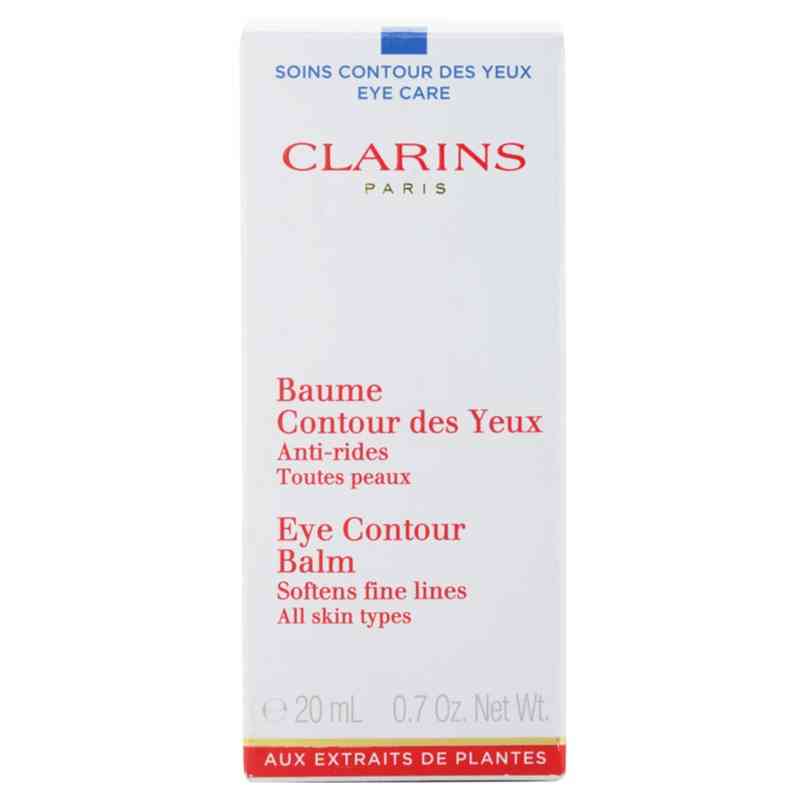 SOINS CONTOUR DES YEUX
EYE CARE
CLARINS
PARIS
Baume
Contour des Yeux
Anti-rides
Toutes peaux
Eye Contour
Balm
Softens fine lines
All skin types
℮ 20 mL 0.7 Oz. Net Wt.
AUX EXTRAITS DE PLANTES